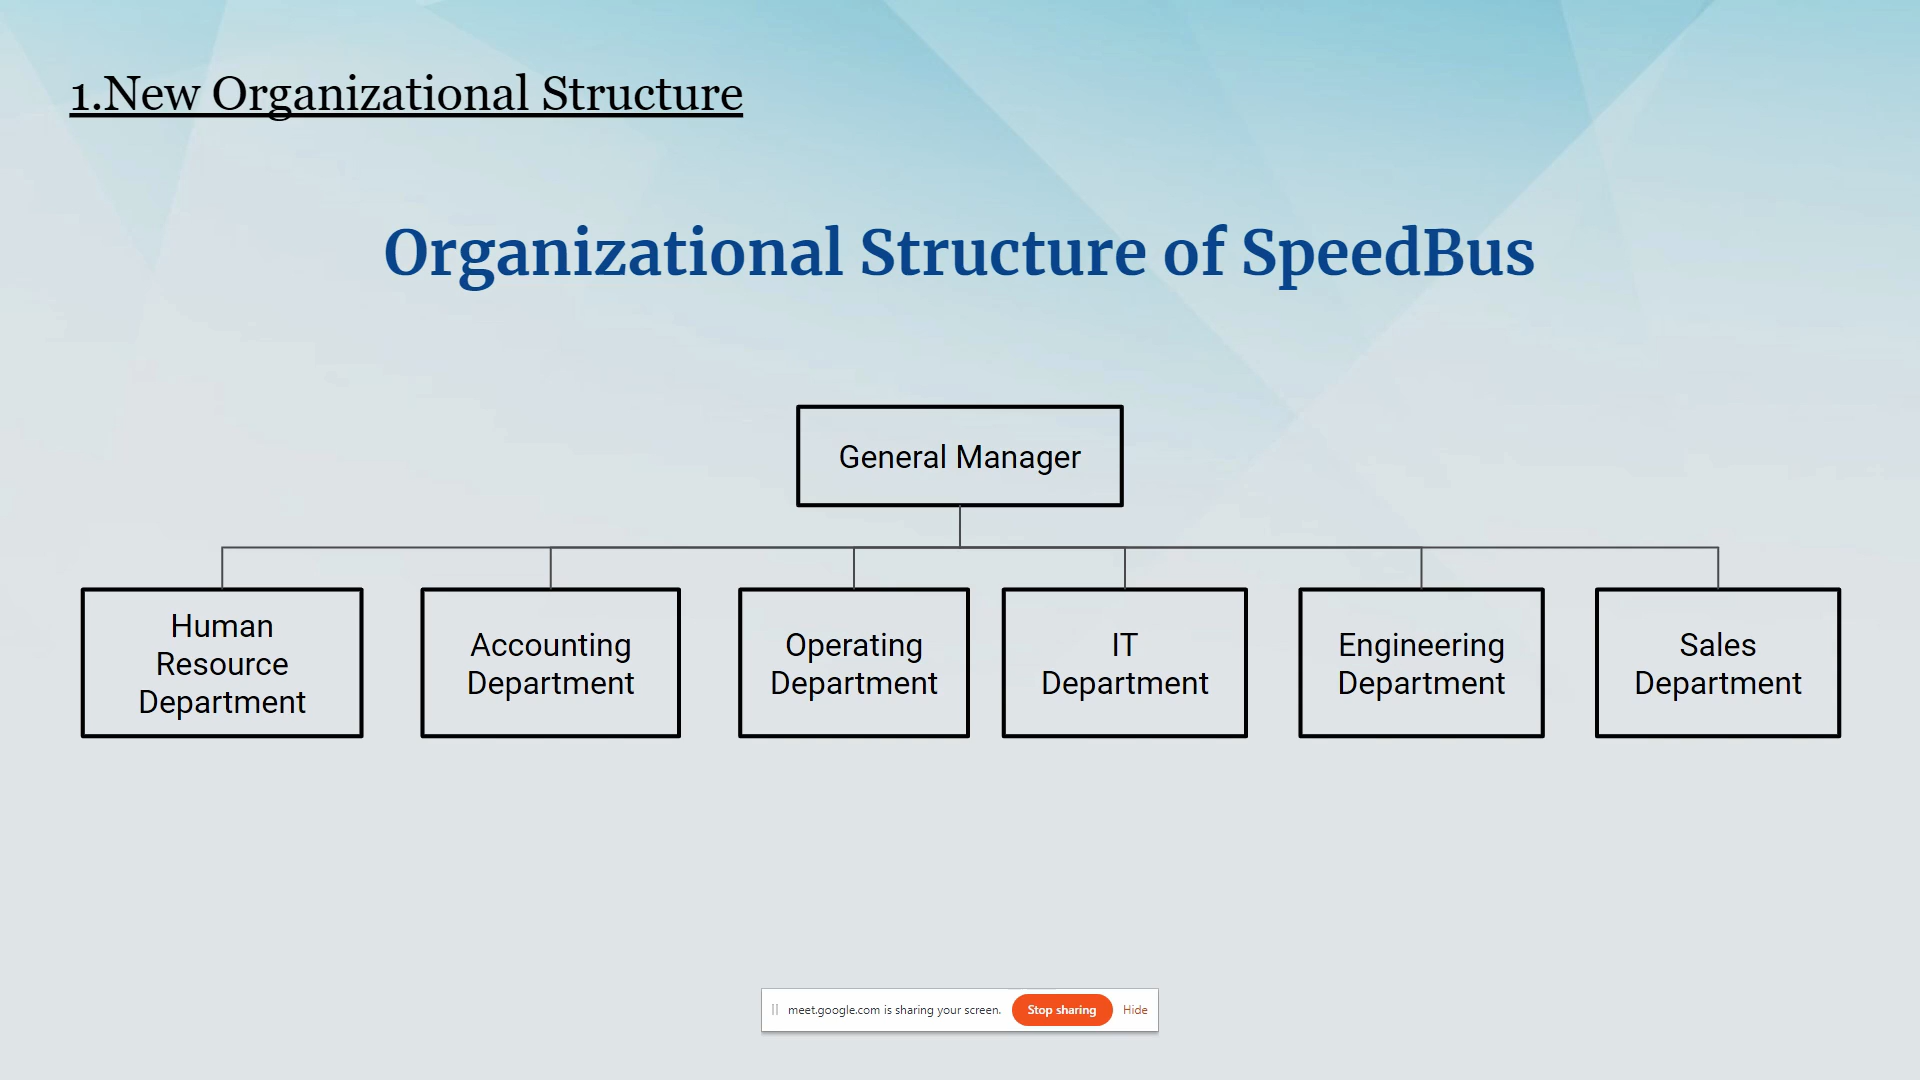 1.New Organizational Structure
Organizational Structure of SpeedBus
General Manager
Human
Resource
Department
Accounting
Department
Operating
Department
IT
Department
Engineering
Department
Sales
Department
meet.google.com is sharing your screen.
Stop sharing
Hide